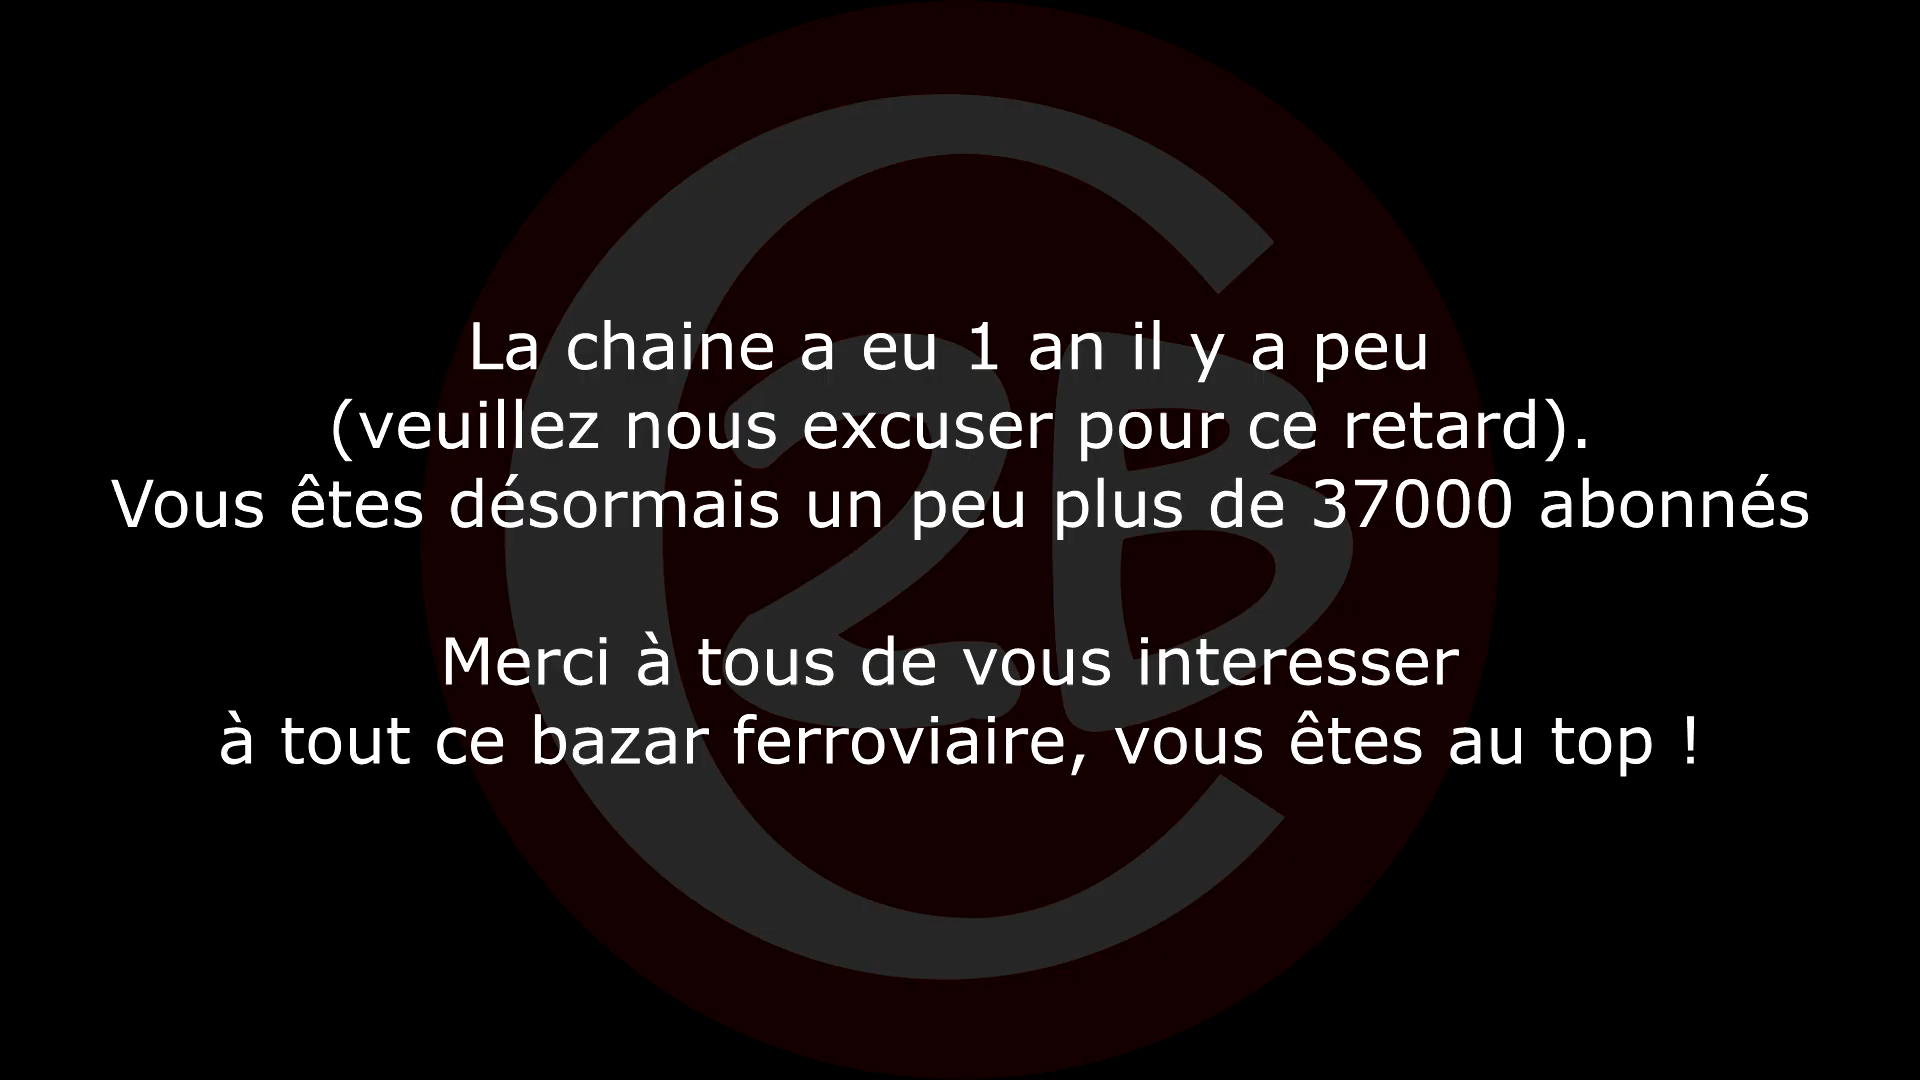 La chaine a eu 1 an il y a peu
(veuillez nous excuser pour ce retard).
Vous êtes désormais un peu plus de 37000 abonnés
Merci à tous de vous interesser
à tout ce bazar ferroviaire, vous êtes au top !
C2B